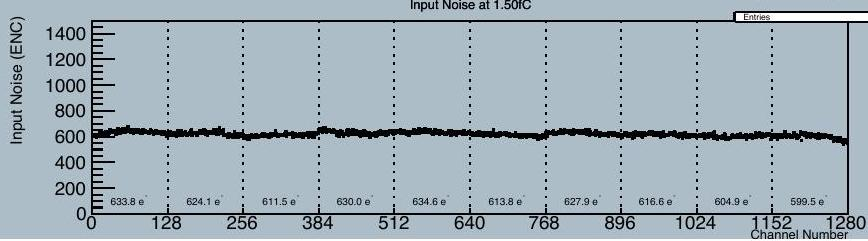 Input Noise at 1.50fC
Entries
Input Noise (ENC)
1400
1200
1000
800
600
400
200
0
633.8 e⁻ 624.1 e⁻ 611.5 e⁻ 630.0 e⁻ 634.6 e⁻ 613.8 e⁻ 627.9 e⁻ 616.6 e⁻ 604.9 e⁻ 599.5 e⁻
0 128 256 384 512 640 768 896 1024 1152 1280
Channel Number